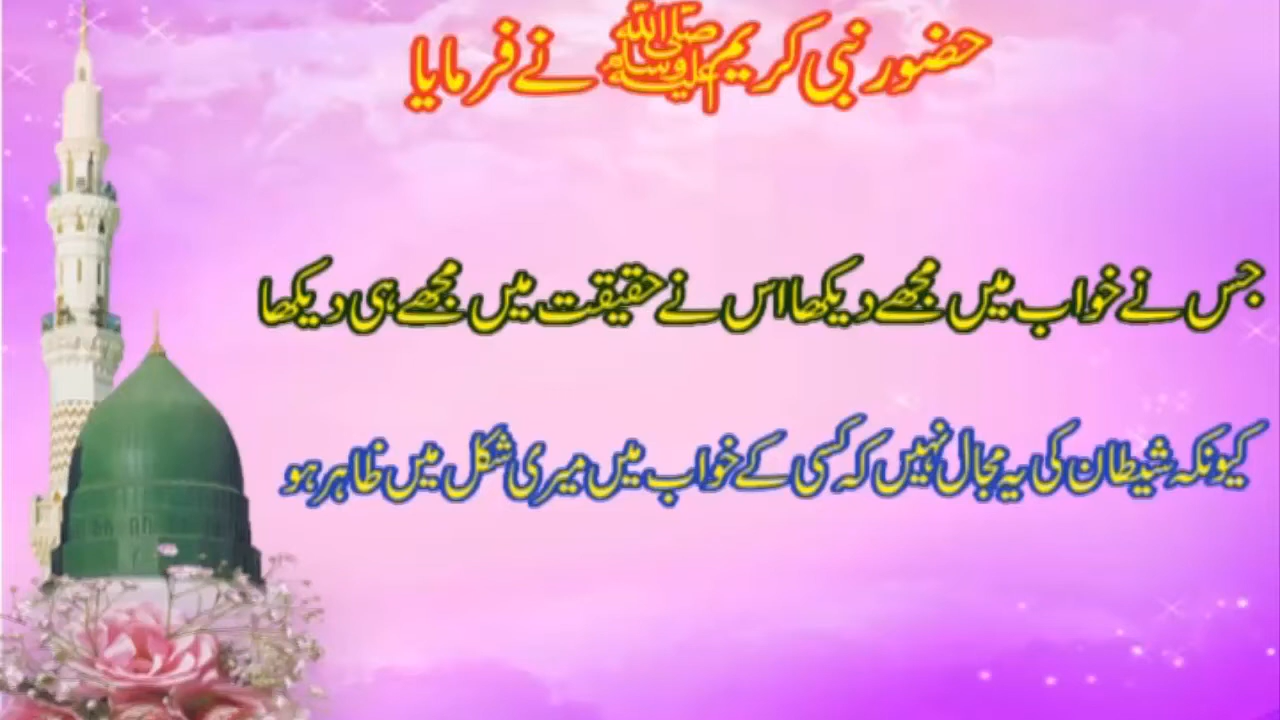 حضور نبی کریم ﷺ نے فرمایا
جس نے خواب میں مجھے دیکھا اس نے حقیقت میں مجھے ہی دیکھا
کیونکہ شیطان کی یہ مجال نہیں کہ کسی کے خواب میں میری شکل میں ظاہر ہو